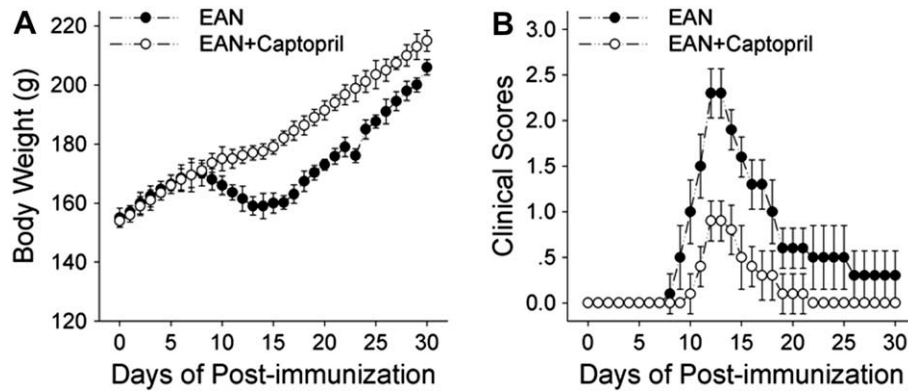 A
EAN
EAN+Captopril
Body Weight (g)
220
200
180
160
140
120
0 5 10 15 20 25 30
Days of Post-immunization
B
EAN
EAN+Captopril
Clinical Scores
2.5
2.0
1.5
1.0
.5
0.0
0 5 10 15 20 25 30
Days of Post-immunization